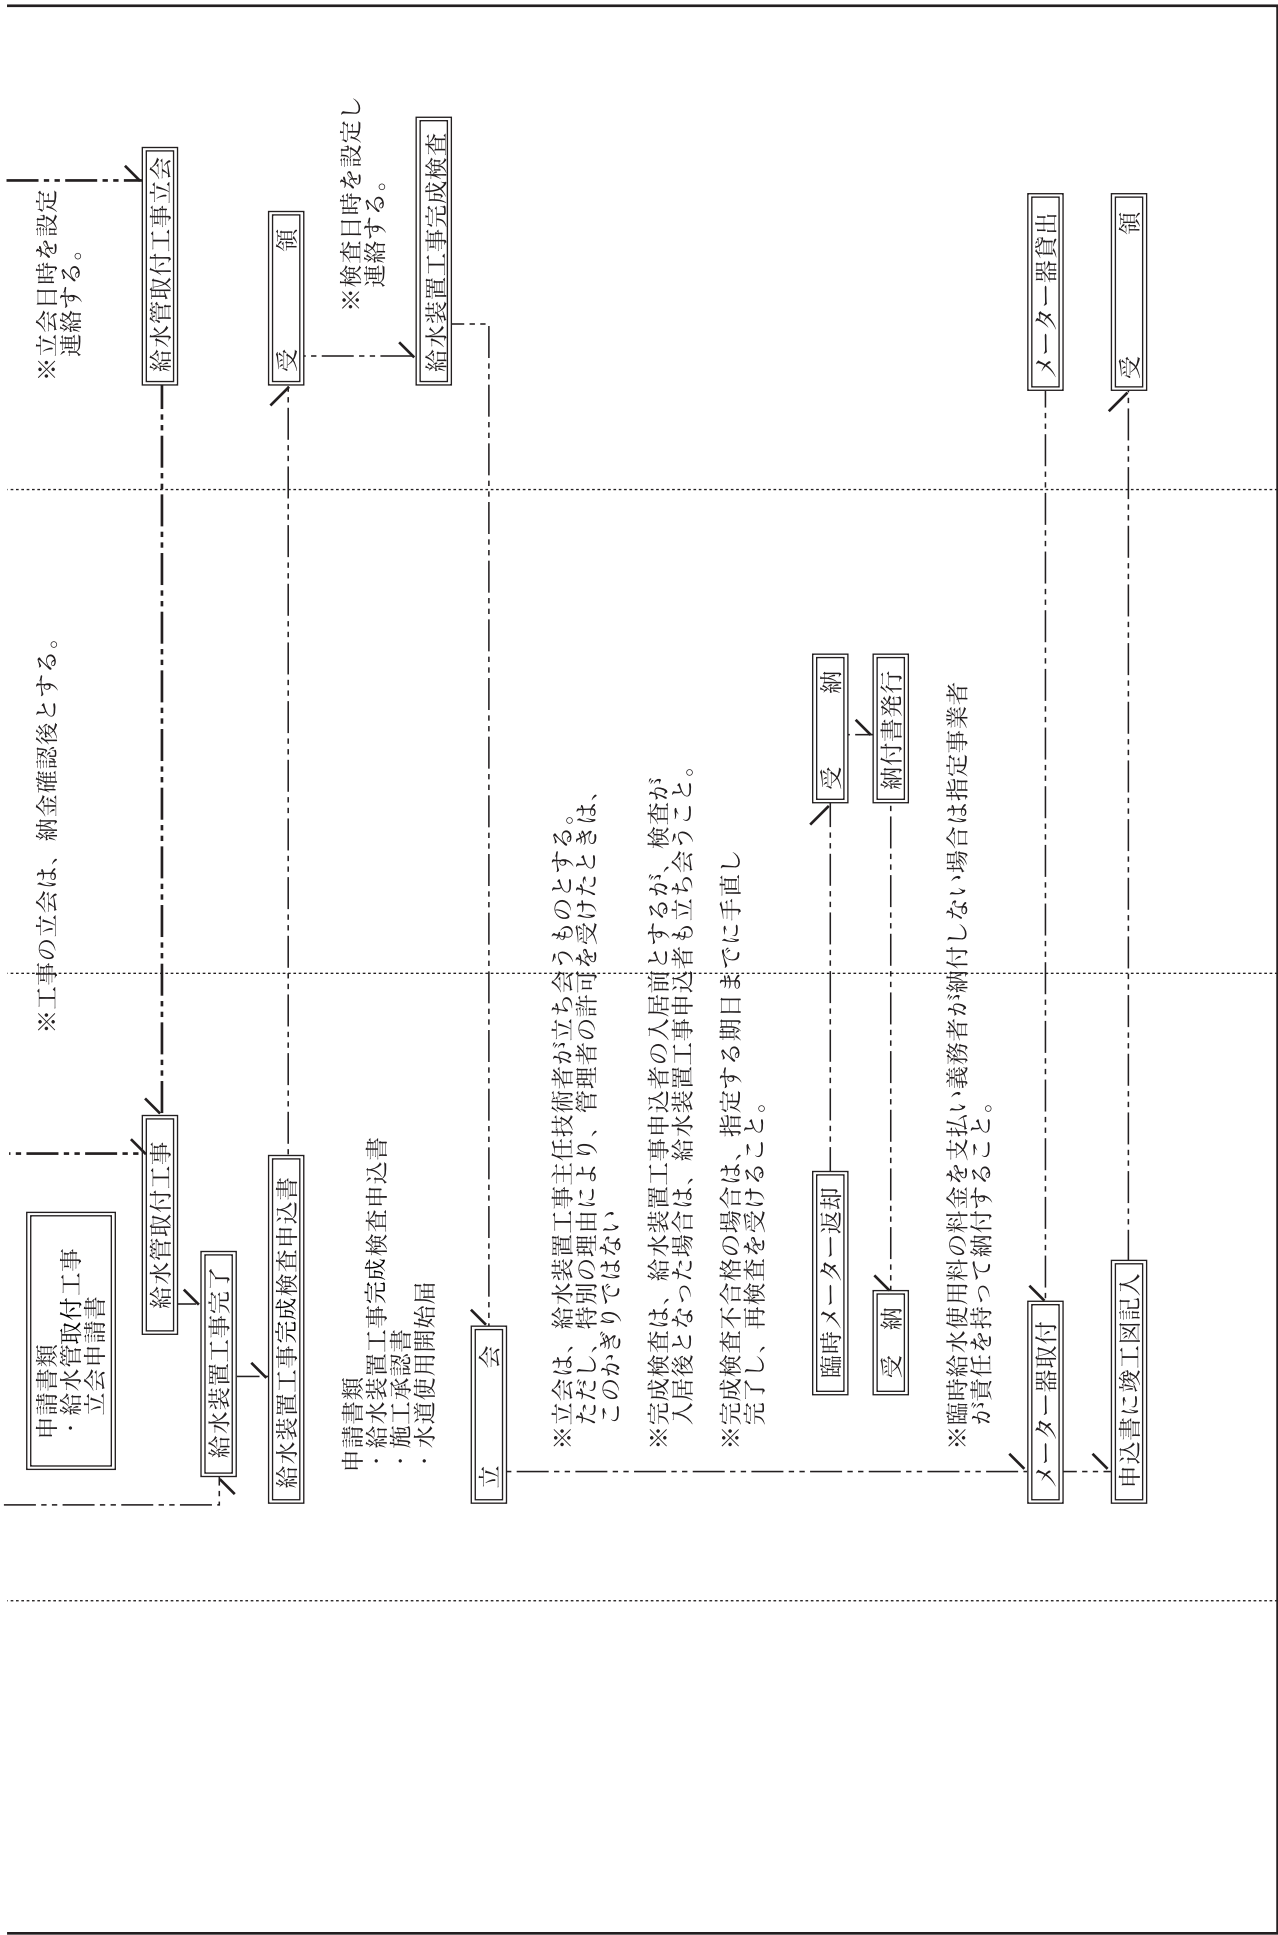 申請書類
・給水管取付工事
立会申請書
※工事の立会は、納金確認後とする。
※立会日時を設定
連絡する。
給水管取付工事
給水管取付工事立会
給水装置工事完了
給水装置工事完成検査申込書
受 領
申請書類
・給水装置工事完成検査申込書
・施工承認書
・水道使用開始届
※検査日時を設定し
連絡する。
給水装置工事完成検査
立 会
※立会は、給水装置工事主任技術者が立ち会うものとする。
ただし、特別の理由により、管理者の許可を受けたときは、
このかぎりではない
※完成検査は、給水装置工事申込者の入居前とするが、検査が
入居後となった場合は、給水装置工事申込者も立ち会うこと。
※完成検査不合格の場合は、指定する期日までに手直し
完了し、再検査を受けること。
臨時メーター返却
受 納
受 納
納付書発行
※臨時給水使用料の料金を支払い義務者が納付しない場合は指定事業者
が責任を持って納付すること。
メーター器取付
メーター器貸出
申込書に竣工図記入
受 領